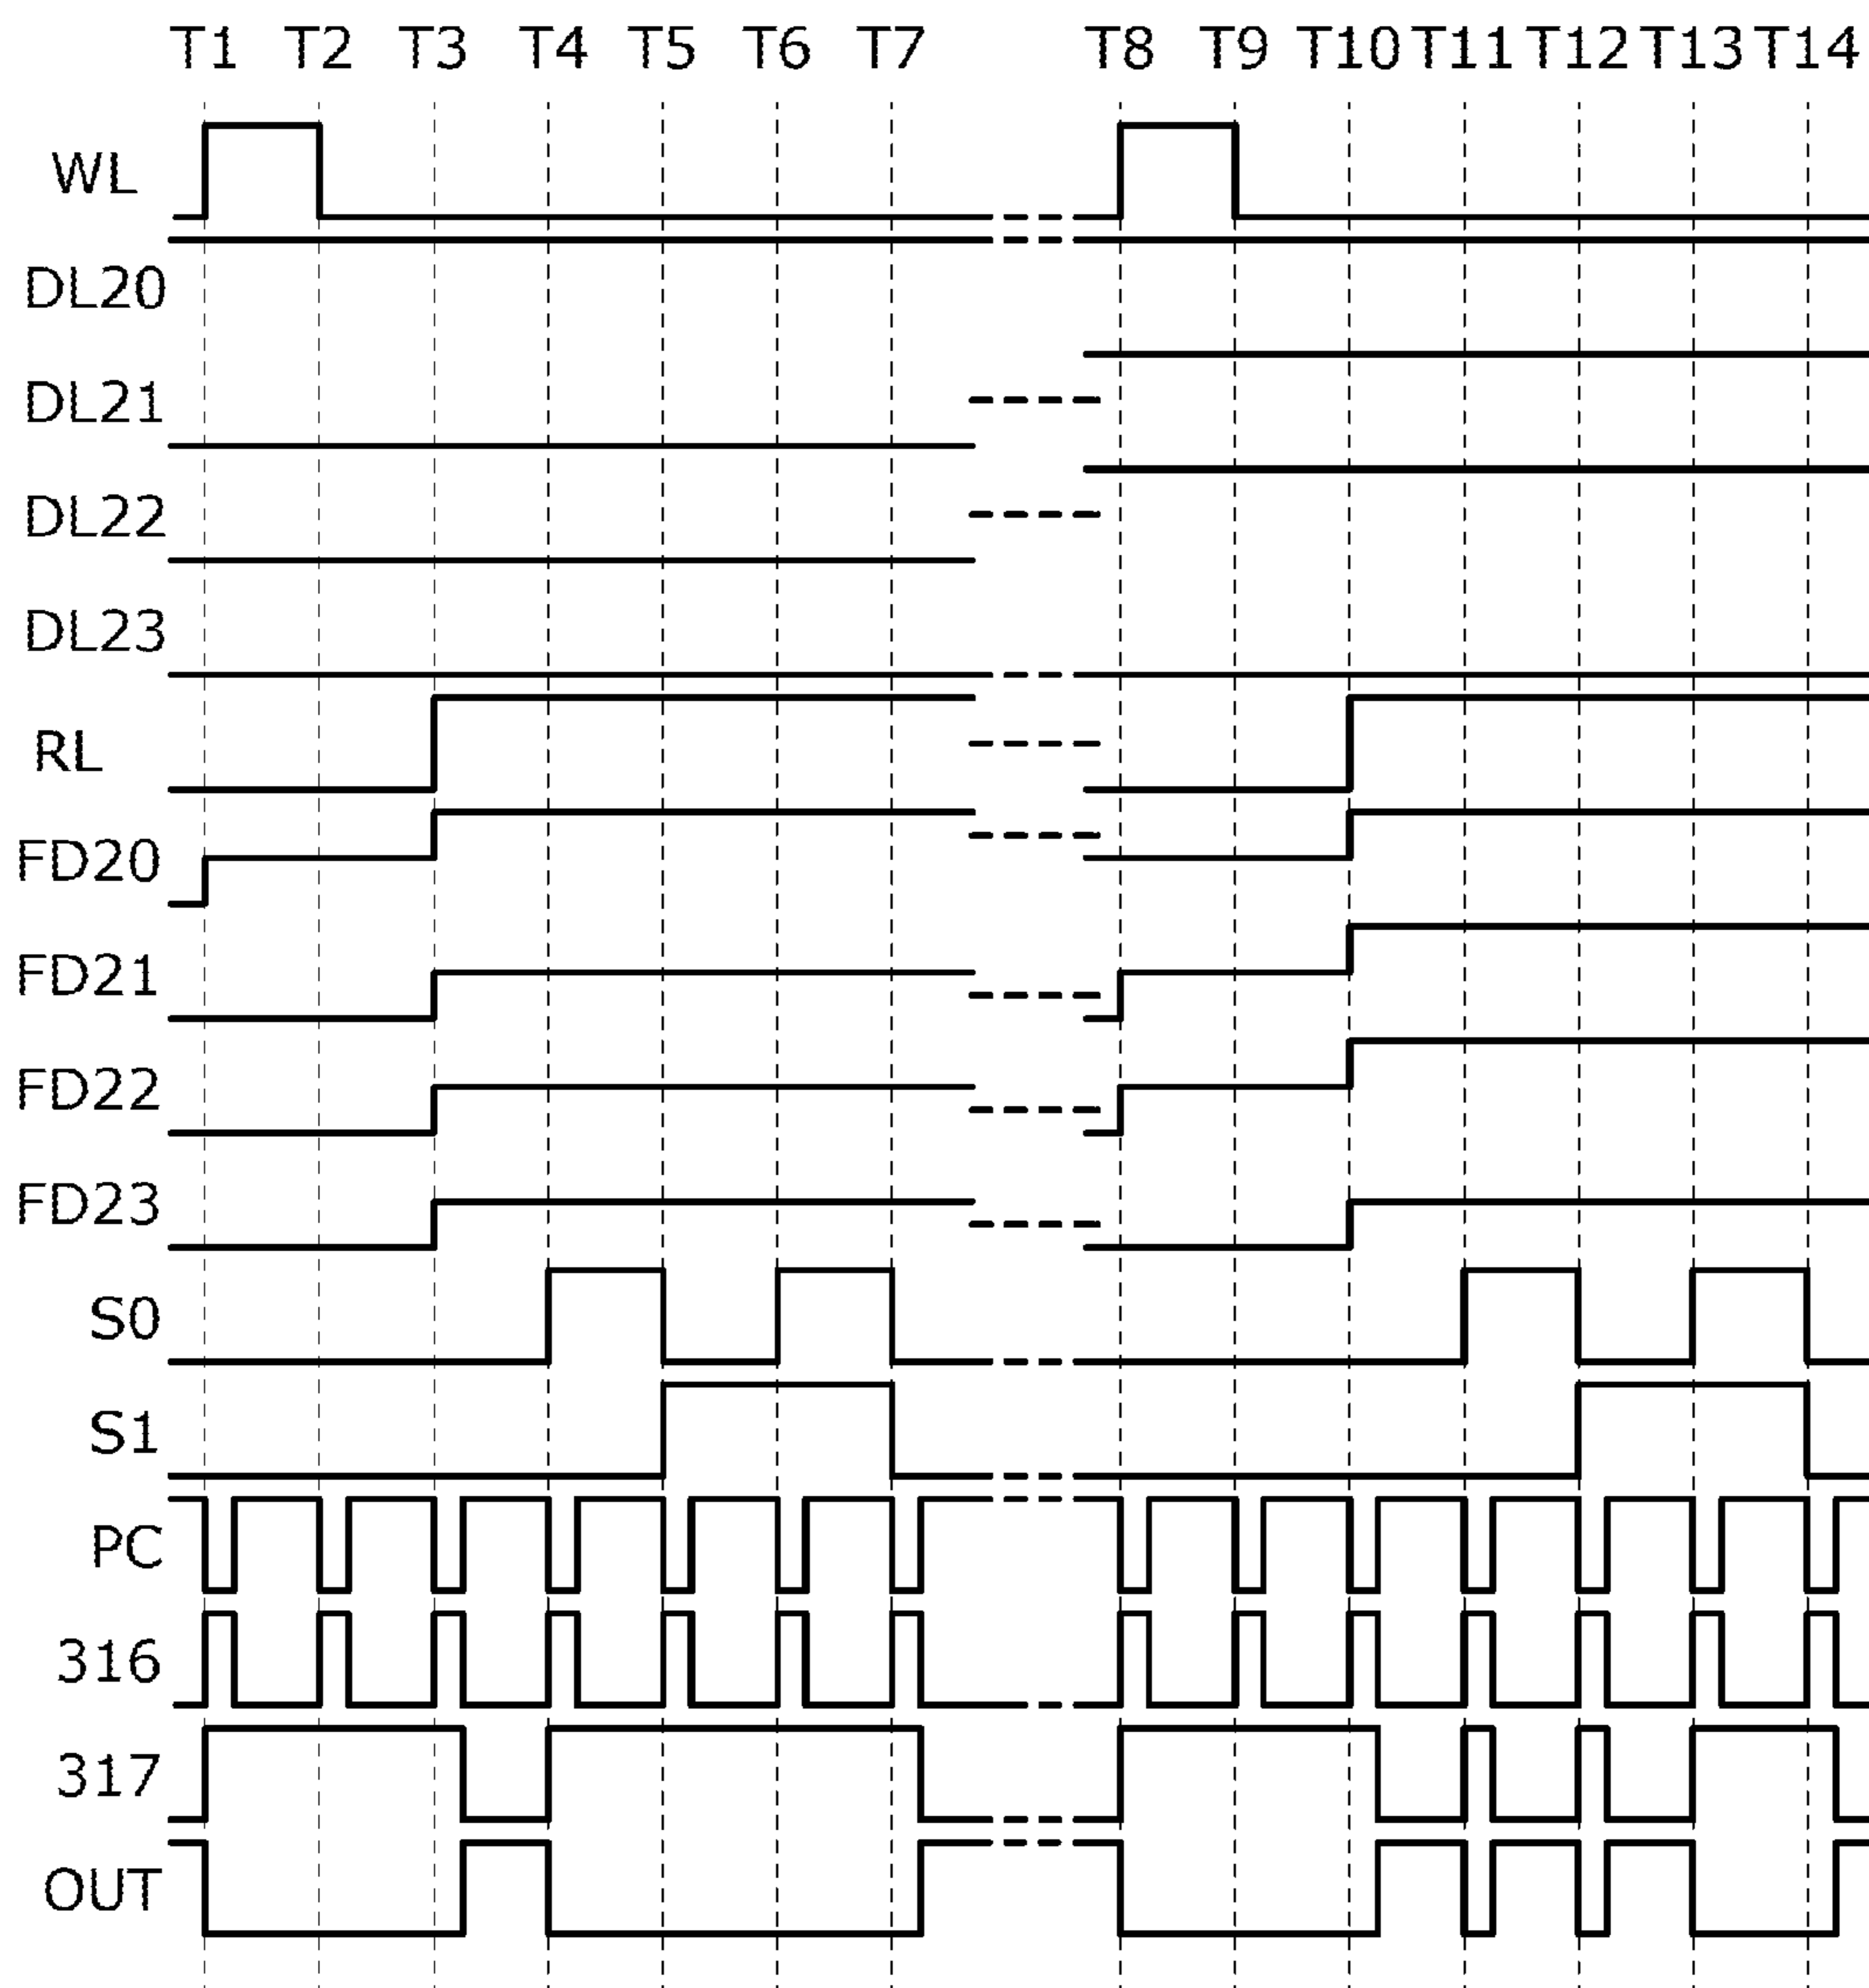 T1 T2 T3 T4 T5 T6 T7 T8 T9 T10 T11 T12 T13 T14
WL
DL20
DL21
DL22
DL23
RL
FD20
FD21
FD22
FD23
S0
S1
PC
316
317
OUT